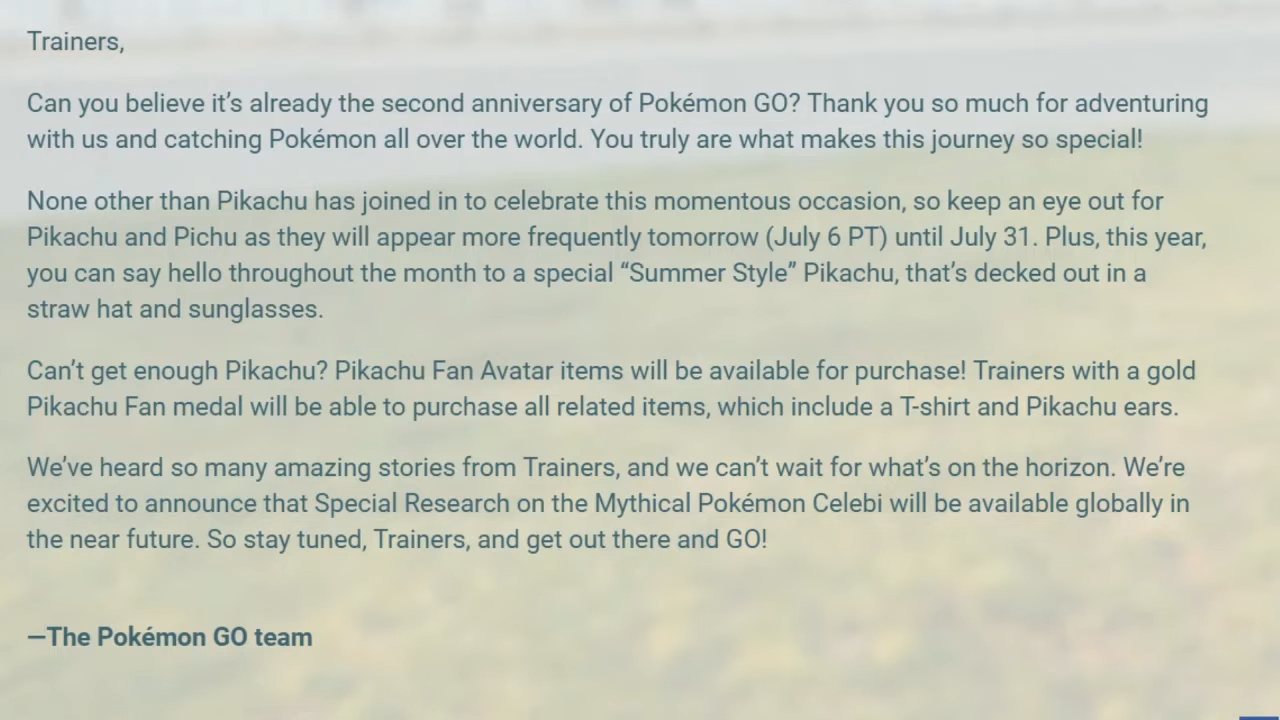 Trainers,
Can you believe it’s already the second anniversary of Pokémon GO? Thank you so much for adventuring
with us and catching Pokémon all over the world. You truly are what makes this journey so special!
None other than Pikachu has joined in to celebrate this momentous occasion, so keep an eye out for
Pikachu and Pichu as they will appear more frequently tomorrow (July 6 PT) until July 31. Plus, this year,
you can say hello throughout the month to a special “Summer Style” Pikachu, that’s decked out in a
straw hat and sunglasses.
Can’t get enough Pikachu? Pikachu Fan Avatar items will be available for purchase! Trainers with a gold
Pikachu Fan medal will be able to purchase all related items, which include a T-shirt and Pikachu ears.
We’ve heard so many amazing stories from Trainers, and we can’t wait for what’s on the horizon. We’re
excited to announce that Special Research on the Mythical Pokémon Celebi will be available globally in
the near future. So stay tuned, Trainers, and get out there and GO!
—The Pokémon GO team